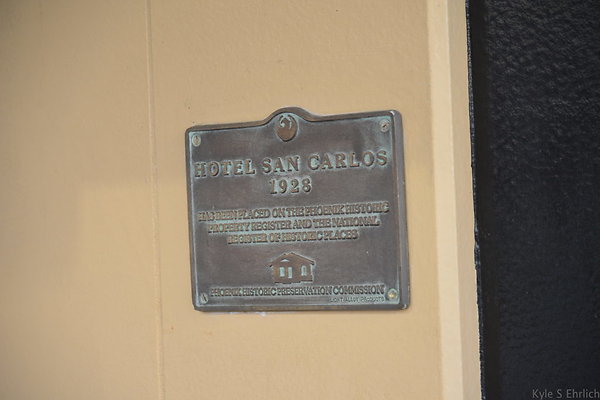 HOTEL SAN CARLOS
1928
HAS BEEN PLACED ON THE PHOENIX HISTORIC
PROPERTY REGISTER AND THE NATIONAL
REGISTER OF HISTORIC PLACES
PHOENIX HISTORIC PRESERVATION COMMISSION
Kyle S Ehrlich